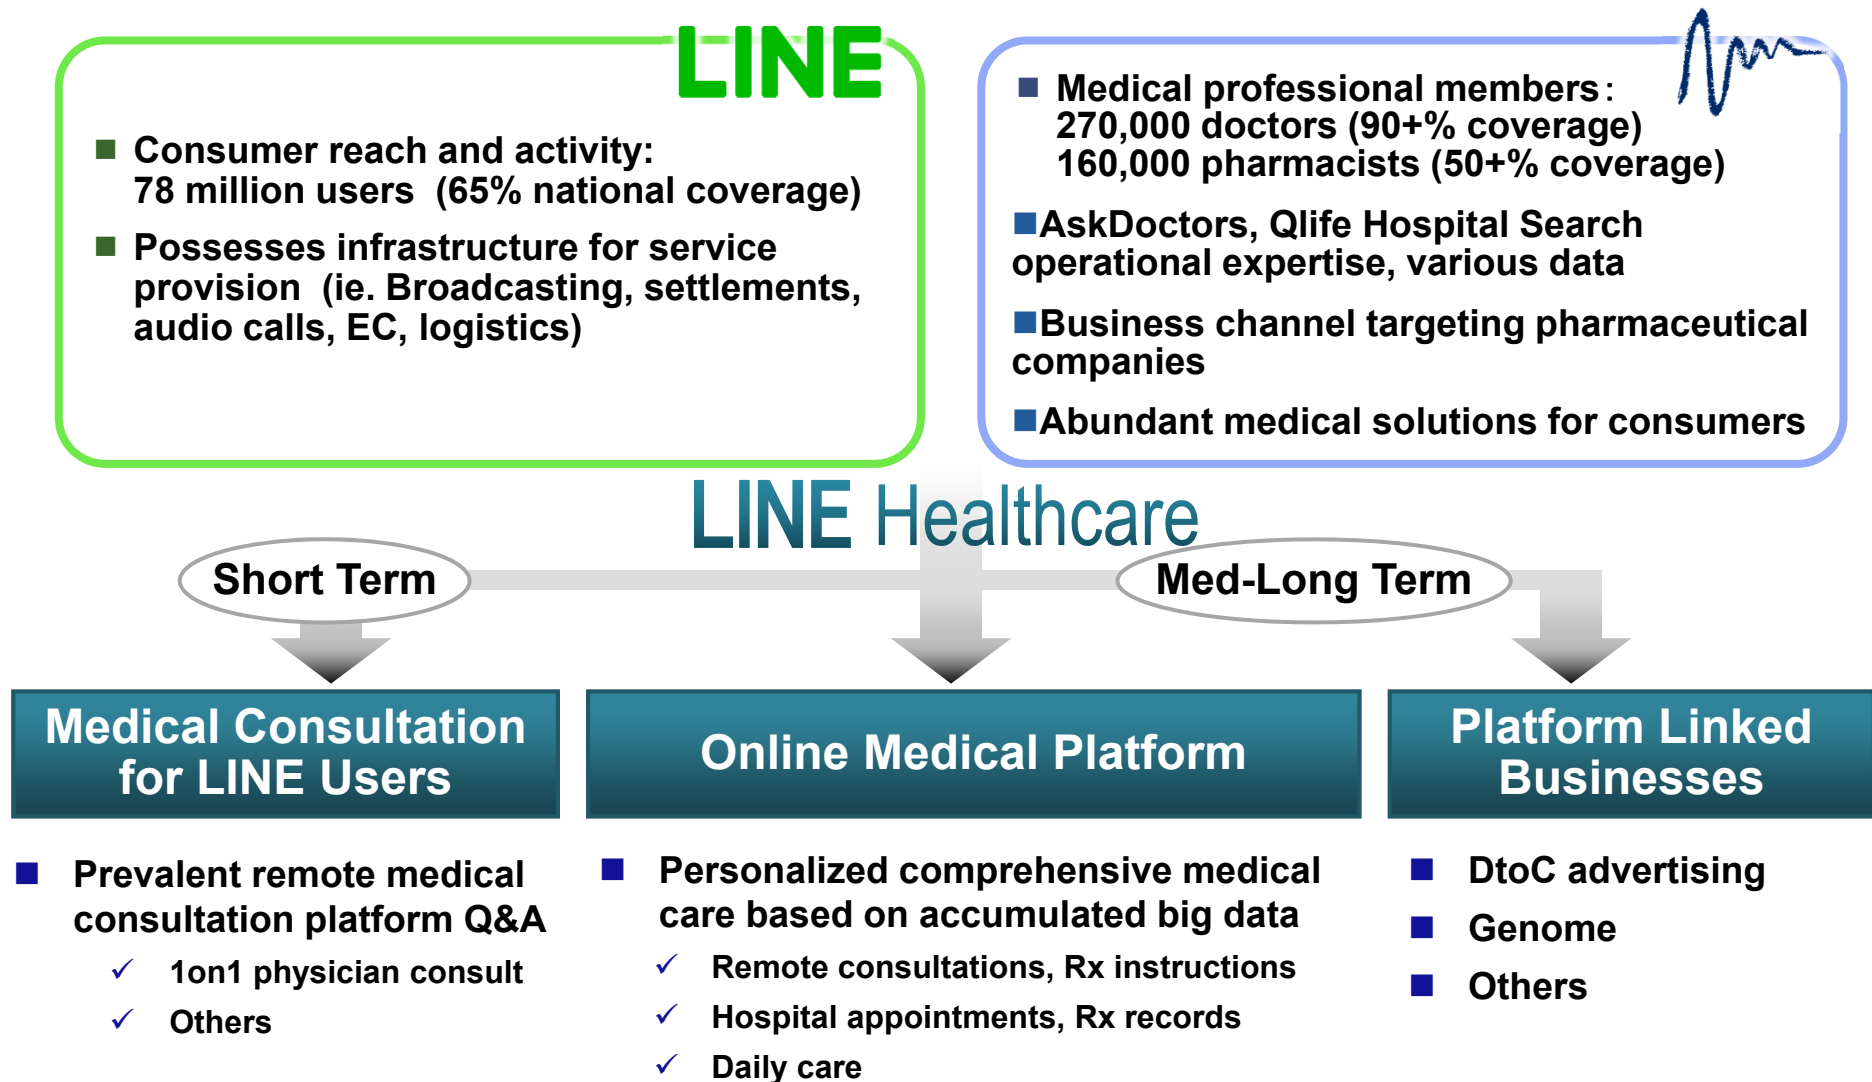 LINE
■ Consumer reach and activity:
78 million users (65% national coverage)
■ Possesses infrastructure for service
provision (ie. Broadcasting, settlements,
audio calls, EC, logistics)
■ Medical professional members：
270,000 doctors (90+% coverage)
160,000 pharmacists (50+% coverage)
■AskDoctors, Qlife Hospital Search
operational expertise, various data
■Business channel targeting pharmaceutical
companies
■Abundant medical solutions for consumers
LINE Healthcare
Short Term
Med-Long Term
Medical Consultation
for LINE Users
■ Prevalent remote medical
consultation platform Q&A
✓ 1on1 physician consult
✓ Others
Online Medical Platform
■ Personalized comprehensive medical
care based on accumulated big data
✓ Remote consultations, Rx instructions
✓ Hospital appointments, Rx records
✓ Daily care
Platform Linked
Businesses
■ DtoC advertising
■ Genome
■ Others